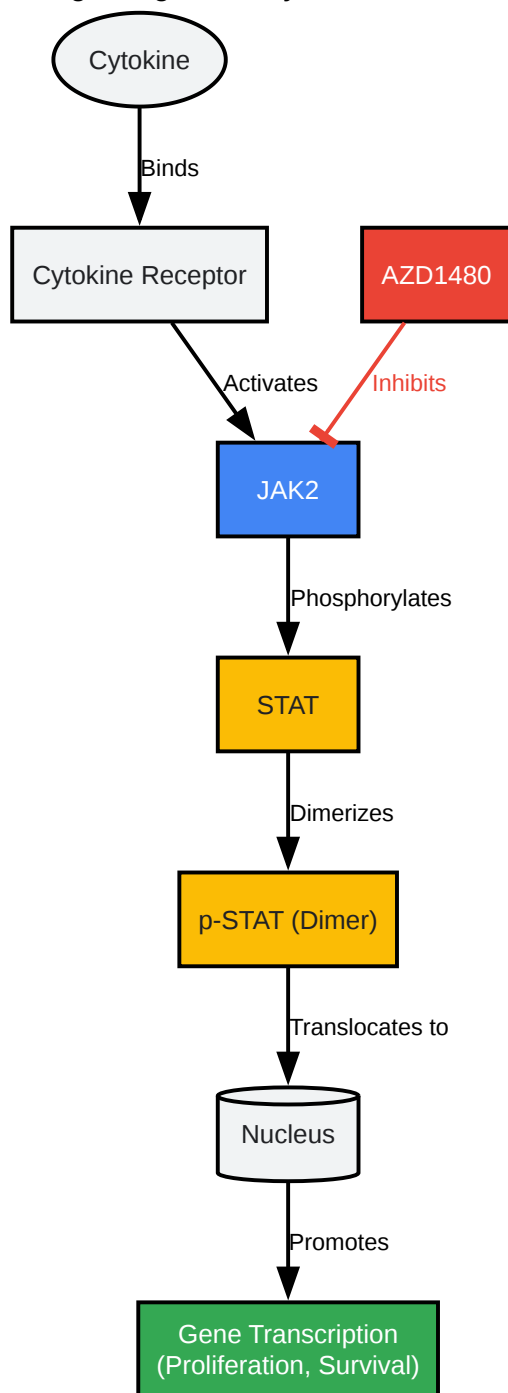 Cytokine
Binds
Cytokine Receptor
AZD1480
Activates
Inhibits
JAK2
Phosphorylates
STAT
Dimerizes
p-STAT (Dimer)
Translocates to
Nucleus
Promotes
Gene Transcription
(Proliferation, Survival)